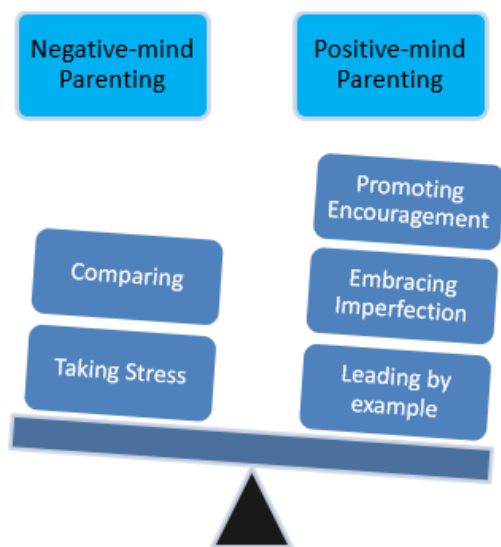 Negative-mind
Parenting
Positive-mind
Parenting
Promoting
Encouragement
Comparing
Embracing
Imperfection
Taking Stress
Leading by
example